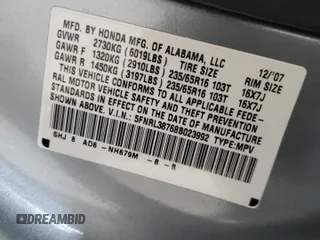 MFD. BY HONDA MFG. OF ALABAMA, LLC 12/'07
GVWR 2730KG (6019LBS) TIRE SIZE RIM SIZE
GAWR F 1320KG (2910LBS) 235/65R16 103T 16X7J
GAWR R 1450KG (3197LBS) 235/65R16 103T 16X7J
THIS VEHICLE CONFORMS TO ALL APPLICABLE FEDE-
RAL MOTOR VEHICLE SAFETY AND THEFT PREVENTION
STANDARDS IN EFFECT ON THE DATE OF MANUFACTURE
SHOWN ABOVE. V.I.N.: 5FNRL38768B023992 TYPE:MPV
SHJ 8 AD6 -NH679M -B-B
DREAMBID